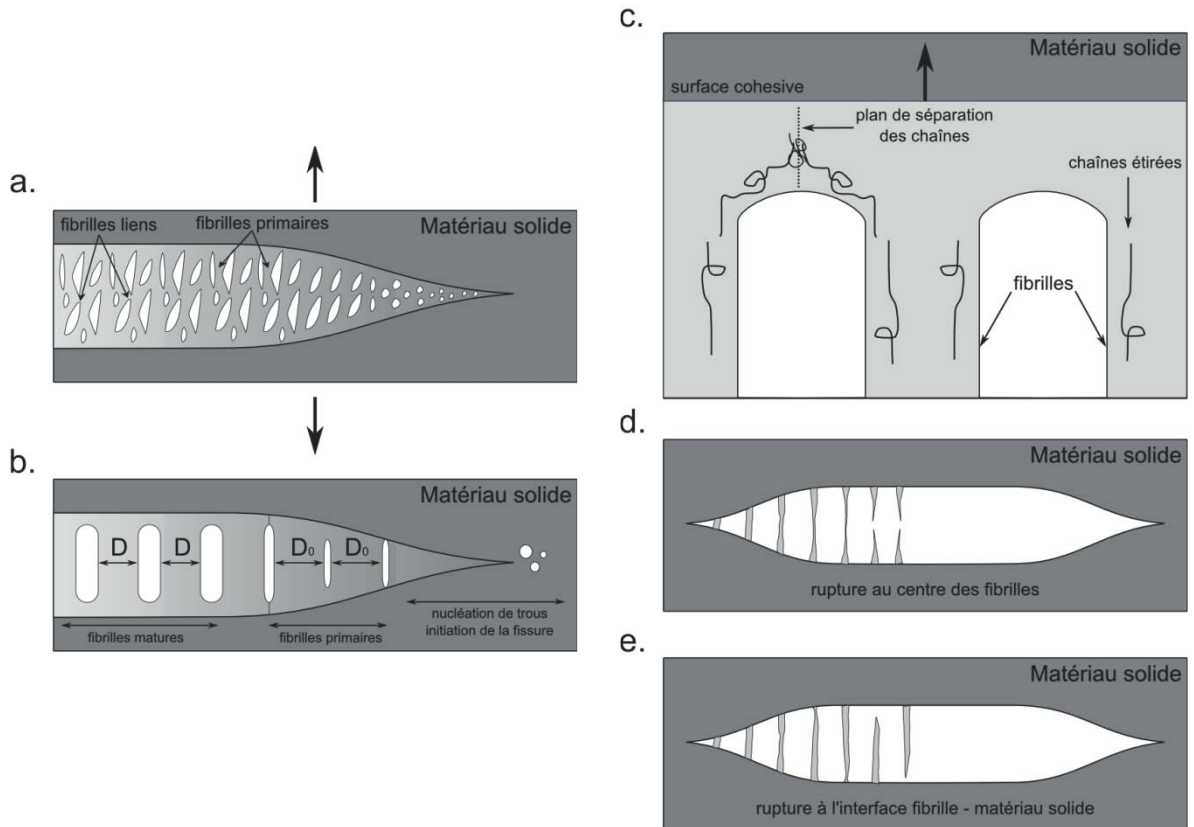 a.
fibrilles liens
fibrilles primaires
Matériau solide
b.
Matériau solide
D
D
D₀
D₀
fibrilles matures
fibrilles primaires
nucléation de trous
initiation de la fissure
c.
Matériau solide
surface cohesive
plan de séparation
des chaînes
chaînes étirées
fibrilles
d.
Matériau solide
rupture au centre des fibrilles
e.
Matériau solide
rupture à l'interface fibrille - matériau solide